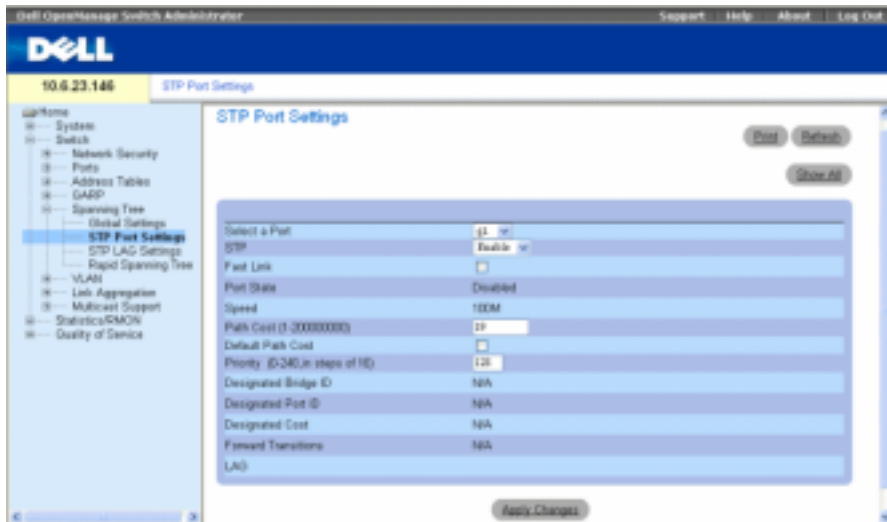 Dell OpenManage Switch Administrator
Support Help About Log Out
DELL
10.6.23.146
STP Port Settings
Home
System
Switch
Network Security
Ports
Address Tables
GARP
Spanning Tree
Global Settings
STP Port Settings
STP LAG Settings
Rapid Spanning Tree
VLAN
Link Aggregation
Multicast Support
Statistics/RMON
Quality of Service
STP Port Settings
Print Refresh
Show All
Select a Port g1
STP Enable
Fast Link
Port State Disabled
Speed 100M
Path Cost (1-200000000) 19
Default Path Cost
Priority (0-240,in steps of 16) 128
Designated Bridge ID N/A
Designated Port ID N/A
Designated Cost N/A
Forward Transitions N/A
LAG
Apply Changes